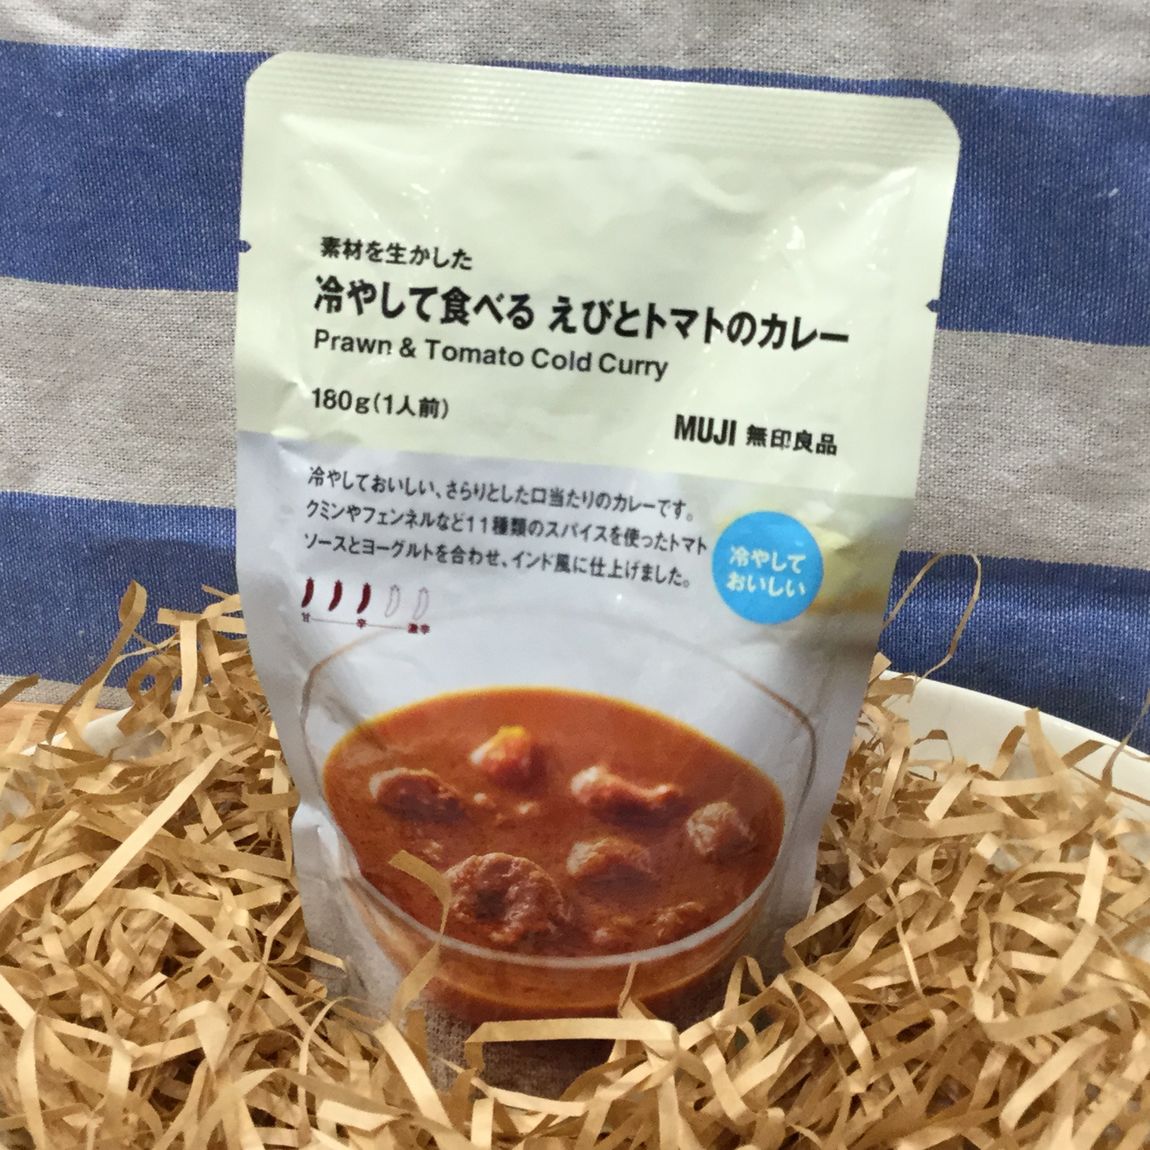 素材を生かした
冷やして食べる えびとトマトのカレー
Prawn & Tomato Cold Curry
180g(1人前)
MUJI 無印良品
冷やしておいしい、さらりとした口当たりのカレーです。
クミンやフェンネルなど11種類のスパイスを使ったトマト
ソースとヨーグルトを合わせ、インド風に仕上げました。
冷やして
おいしい
甘 辛 激辛